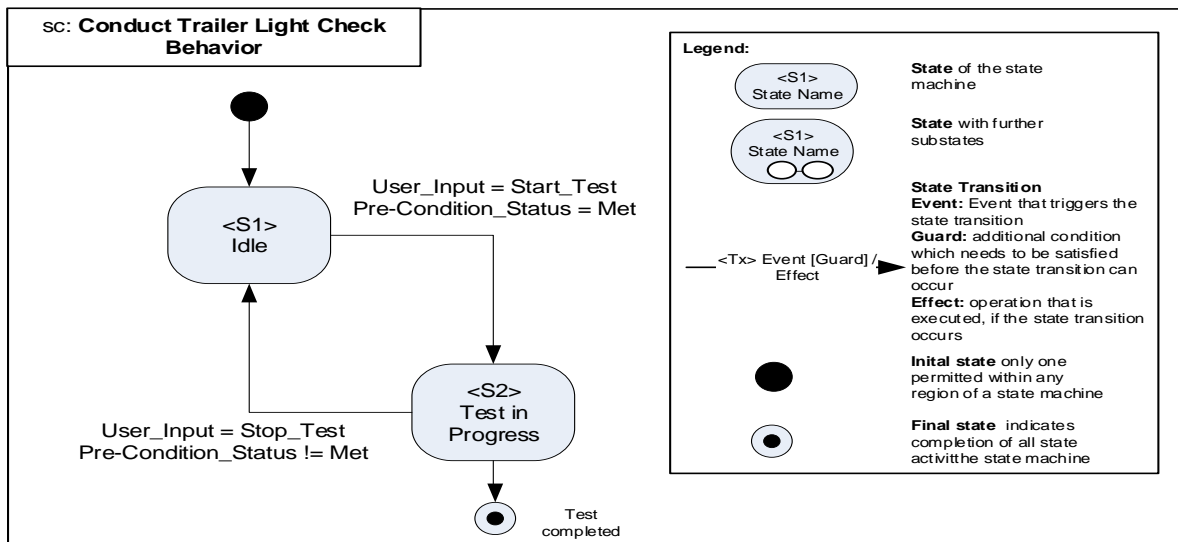 sc: Conduct Trailer Light Check
Behavior
User_Input = Start_Test
Pre-Condition_Status = Met
<S1>
Idle
<S2>
Test in
Progress
User_Input = Stop_Test
Pre-Condition_Status != Met
Test
completed
Legend:
<S1>
State Name
State of the state
machine
<S1>
State Name
State with further
substates
State Transition
Event: Event that triggers the
state transition
Guard: additional condition
which needs to be satisfied
before the state transition can
occur
Effect: operation that is
executed, if the state transition
occurs
<Tx> Event [Guard] /
Effect
Inital state only one
permitted within any
region of a state machine
Final state indicates
completion of all state
activitthe state machine